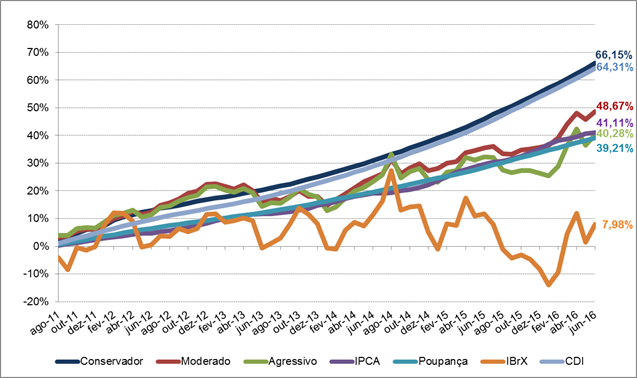 80%
70%
60%
50%
40%
30%
20%
10%
0%
-10%
-20%
66,15%
64,31%
48,67%
41,11%
40,28%
39,21%
7,98%
ago-11
out-11
dez-11
fev-12
abr-12
jun-12
ago-12
out-12
dez-12
fev-13
abr-13
jun-13
ago-13
out-13
dez-13
fev-14
abr-14
jun-14
ago-14
out-14
dez-14
fev-15
abr-15
jun-15
ago-15
out-15
dez-15
fev-16
abr-16
jun-16
Conservador Moderado Agressivo IPCA Poupança IBrX CDI